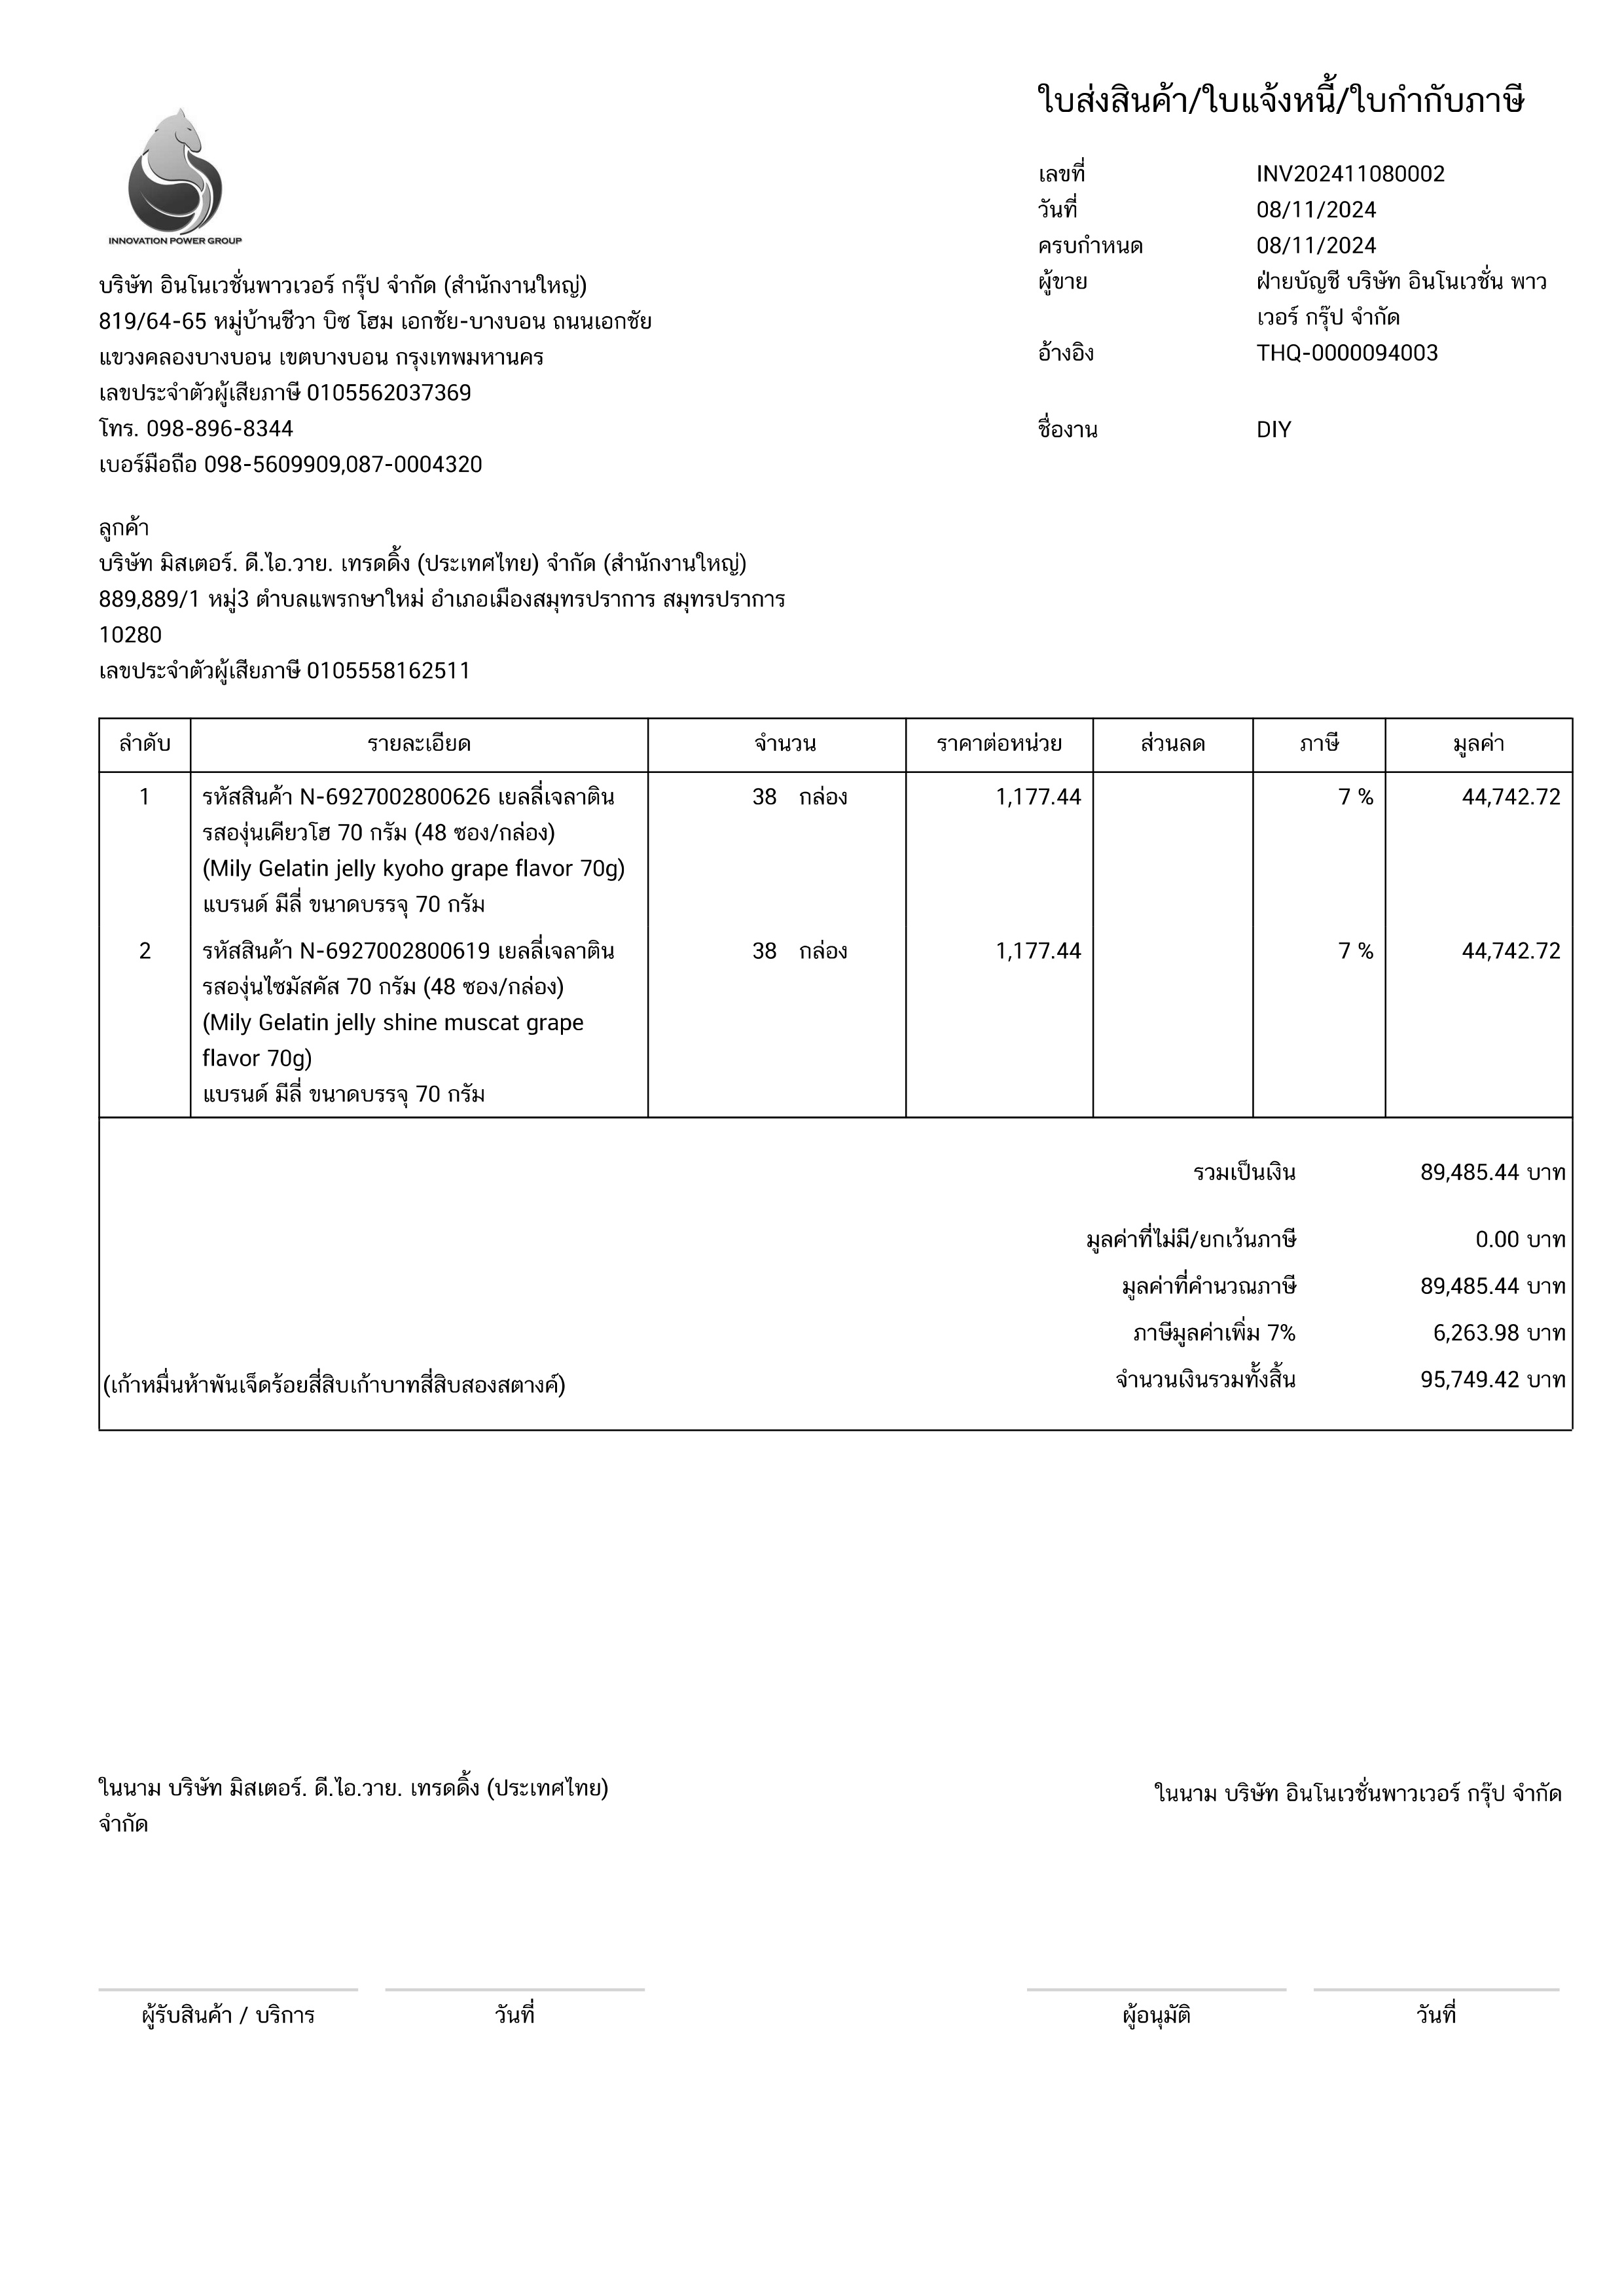 ใบส่งสินค้า/ใบแจ้งหนี้/ใบกำกับภาษี
INNOVATION POWER GROUP
เลขที่ INV202411080002
วันที่ 08/11/2024
ครบกำหนด 08/11/2024
ผู้ขาย ฝ่ายบัญชี บริษัท อินโนเวชั่น พาว
เวอร์ กรุ๊ป จำกัด
อ้างอิง THQ-0000094003
ชื่องาน DIY
บริษัท อินโนเวชั่นพาวเวอร์ กรุ๊ป จำกัด (สำนักงานใหญ่)
819/64-65 หมู่บ้านชีวา บิซ โฮม เอกชัย-บางบอน ถนนเอกชัย
แขวงคลองบางบอน เขตบางบอน กรุงเทพมหานคร
เลขประจำตัวผู้เสียภาษี 0105562037369
โทร. 098-896-8344
เบอร์มือถือ 098-5609909,087-0004320
ลูกค้า
บริษัท มิสเตอร์. ดี.ไอ.วาย. เทรดดิ้ง (ประเทศไทย) จำกัด (สำนักงานใหญ่)
889,889/1 หมู่3 ตำบลแพรกษาใหม่ อำเภอเมืองสมุทรปราการ สมุทรปราการ
10280
เลขประจำตัวผู้เสียภาษี 0105558162511
ลำดับ รายละเอียด จำนวน ราคาต่อหน่วย ส่วนลด ภาษี มูลค่า
1 รหัสสินค้า N-6927002800626 เยลลี่เจลาติน 38 กล่อง 1,177.44 7 % 44,742.72
รสองุ่นเคียวโฮ 70 กรัม (48 ซอง/กล่อง)
(Mily Gelatin jelly kyoho grape flavor 70g)
แบรนด์ มีลี่ ขนาดบรรจุ 70 กรัม
2 รหัสสินค้า N-6927002800619 เยลลี่เจลาติน 38 กล่อง 1,177.44 7 % 44,742.72
รสองุ่นไซมัสคัส 70 กรัม (48 ซอง/กล่อง)
(Mily Gelatin jelly shine muscat grape
flavor 70g)
แบรนด์ มีลี่ ขนาดบรรจุ 70 กรัม
รวมเป็นเงิน 89,485.44 บาท
มูลค่าที่ไม่มี/ยกเว้นภาษี 0.00 บาท
มูลค่าที่คำนวณภาษี 89,485.44 บาท
ภาษีมูลค่าเพิ่ม 7% 6,263.98 บาท
(เก้าหมื่นห้าพันเจ็ดร้อยสี่สิบเก้าบาทสี่สิบสองสตางค์) จำนวนเงินรวมทั้งสิ้น 95,749.42 บาท
ในนาม บริษัท มิสเตอร์. ดี.ไอ.วาย. เทรดดิ้ง (ประเทศไทย)
จำกัด
ในนาม บริษัท อินโนเวชั่นพาวเวอร์ กรุ๊ป จำกัด
ผู้รับสินค้า / บริการ วันที่ ผู้อนุมัติ วันที่